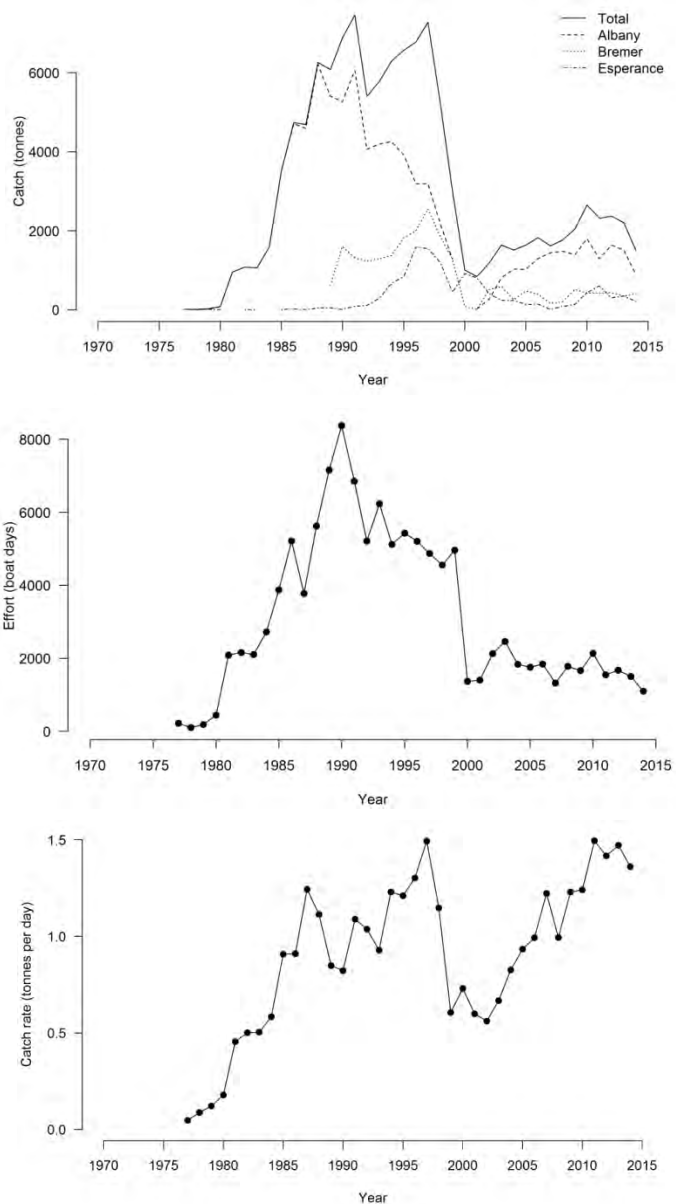 Total
Albany
Bremer
Esperance
6000
4000
2000
0
Catch (tonnes)
1970 1975 1980 1985 1990 1995 2000 2005 2010 2015
Year
8000
6000
4000
2000
0
Effort (boat days)
1970 1975 1980 1985 1990 1995 2000 2005 2010 2015
Year
1.5
1.0
0.5
0.0
Catch rate (tonnes per day)
1970 1975 1980 1985 1990 1995 2000 2005 2010 2015
Year